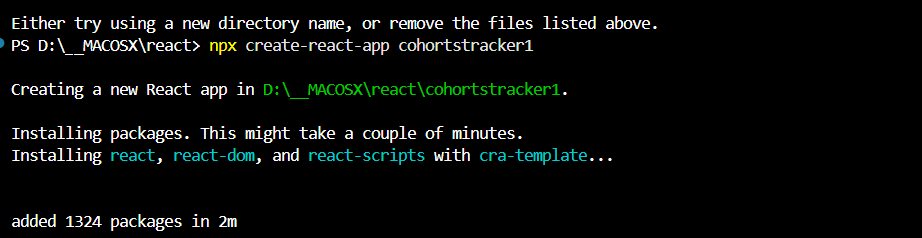 Either try using a new directory name, or remove the files listed above.
PS D:\__MACOSX\react> npx create-react-app cohortstracker1
Creating a new React app in D:\__MACOSX\react\cohortstracker1.
Installing packages. This might take a couple of minutes.
Installing react, react-dom, and react-scripts with cra-template...
added 1324 packages in 2m